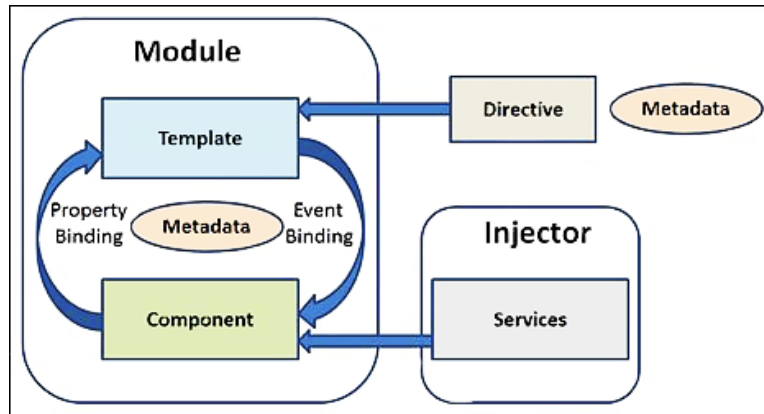 Module
Template
Directive
Metadata
Property
Binding
Metadata
Event
Binding
Injector
Component
Services